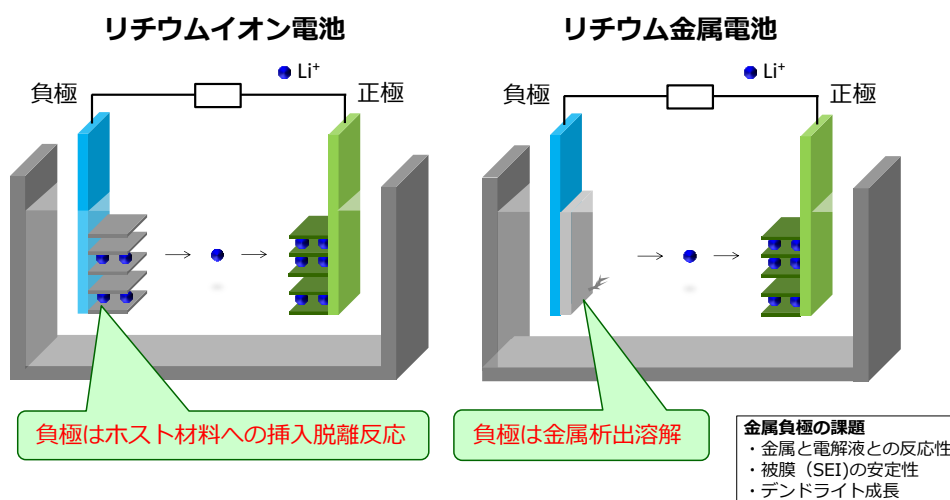 リチウムイオン電池
リチウム金属電池
Li⁺
負極
正極
Li⁺
負極
正極
負極はホスト材料への挿入脱離反応
負極は金属析出溶解
金属負極の課題
・金属と電解液との反応性
・被膜（SEI)の安定性
・デンドライト成長